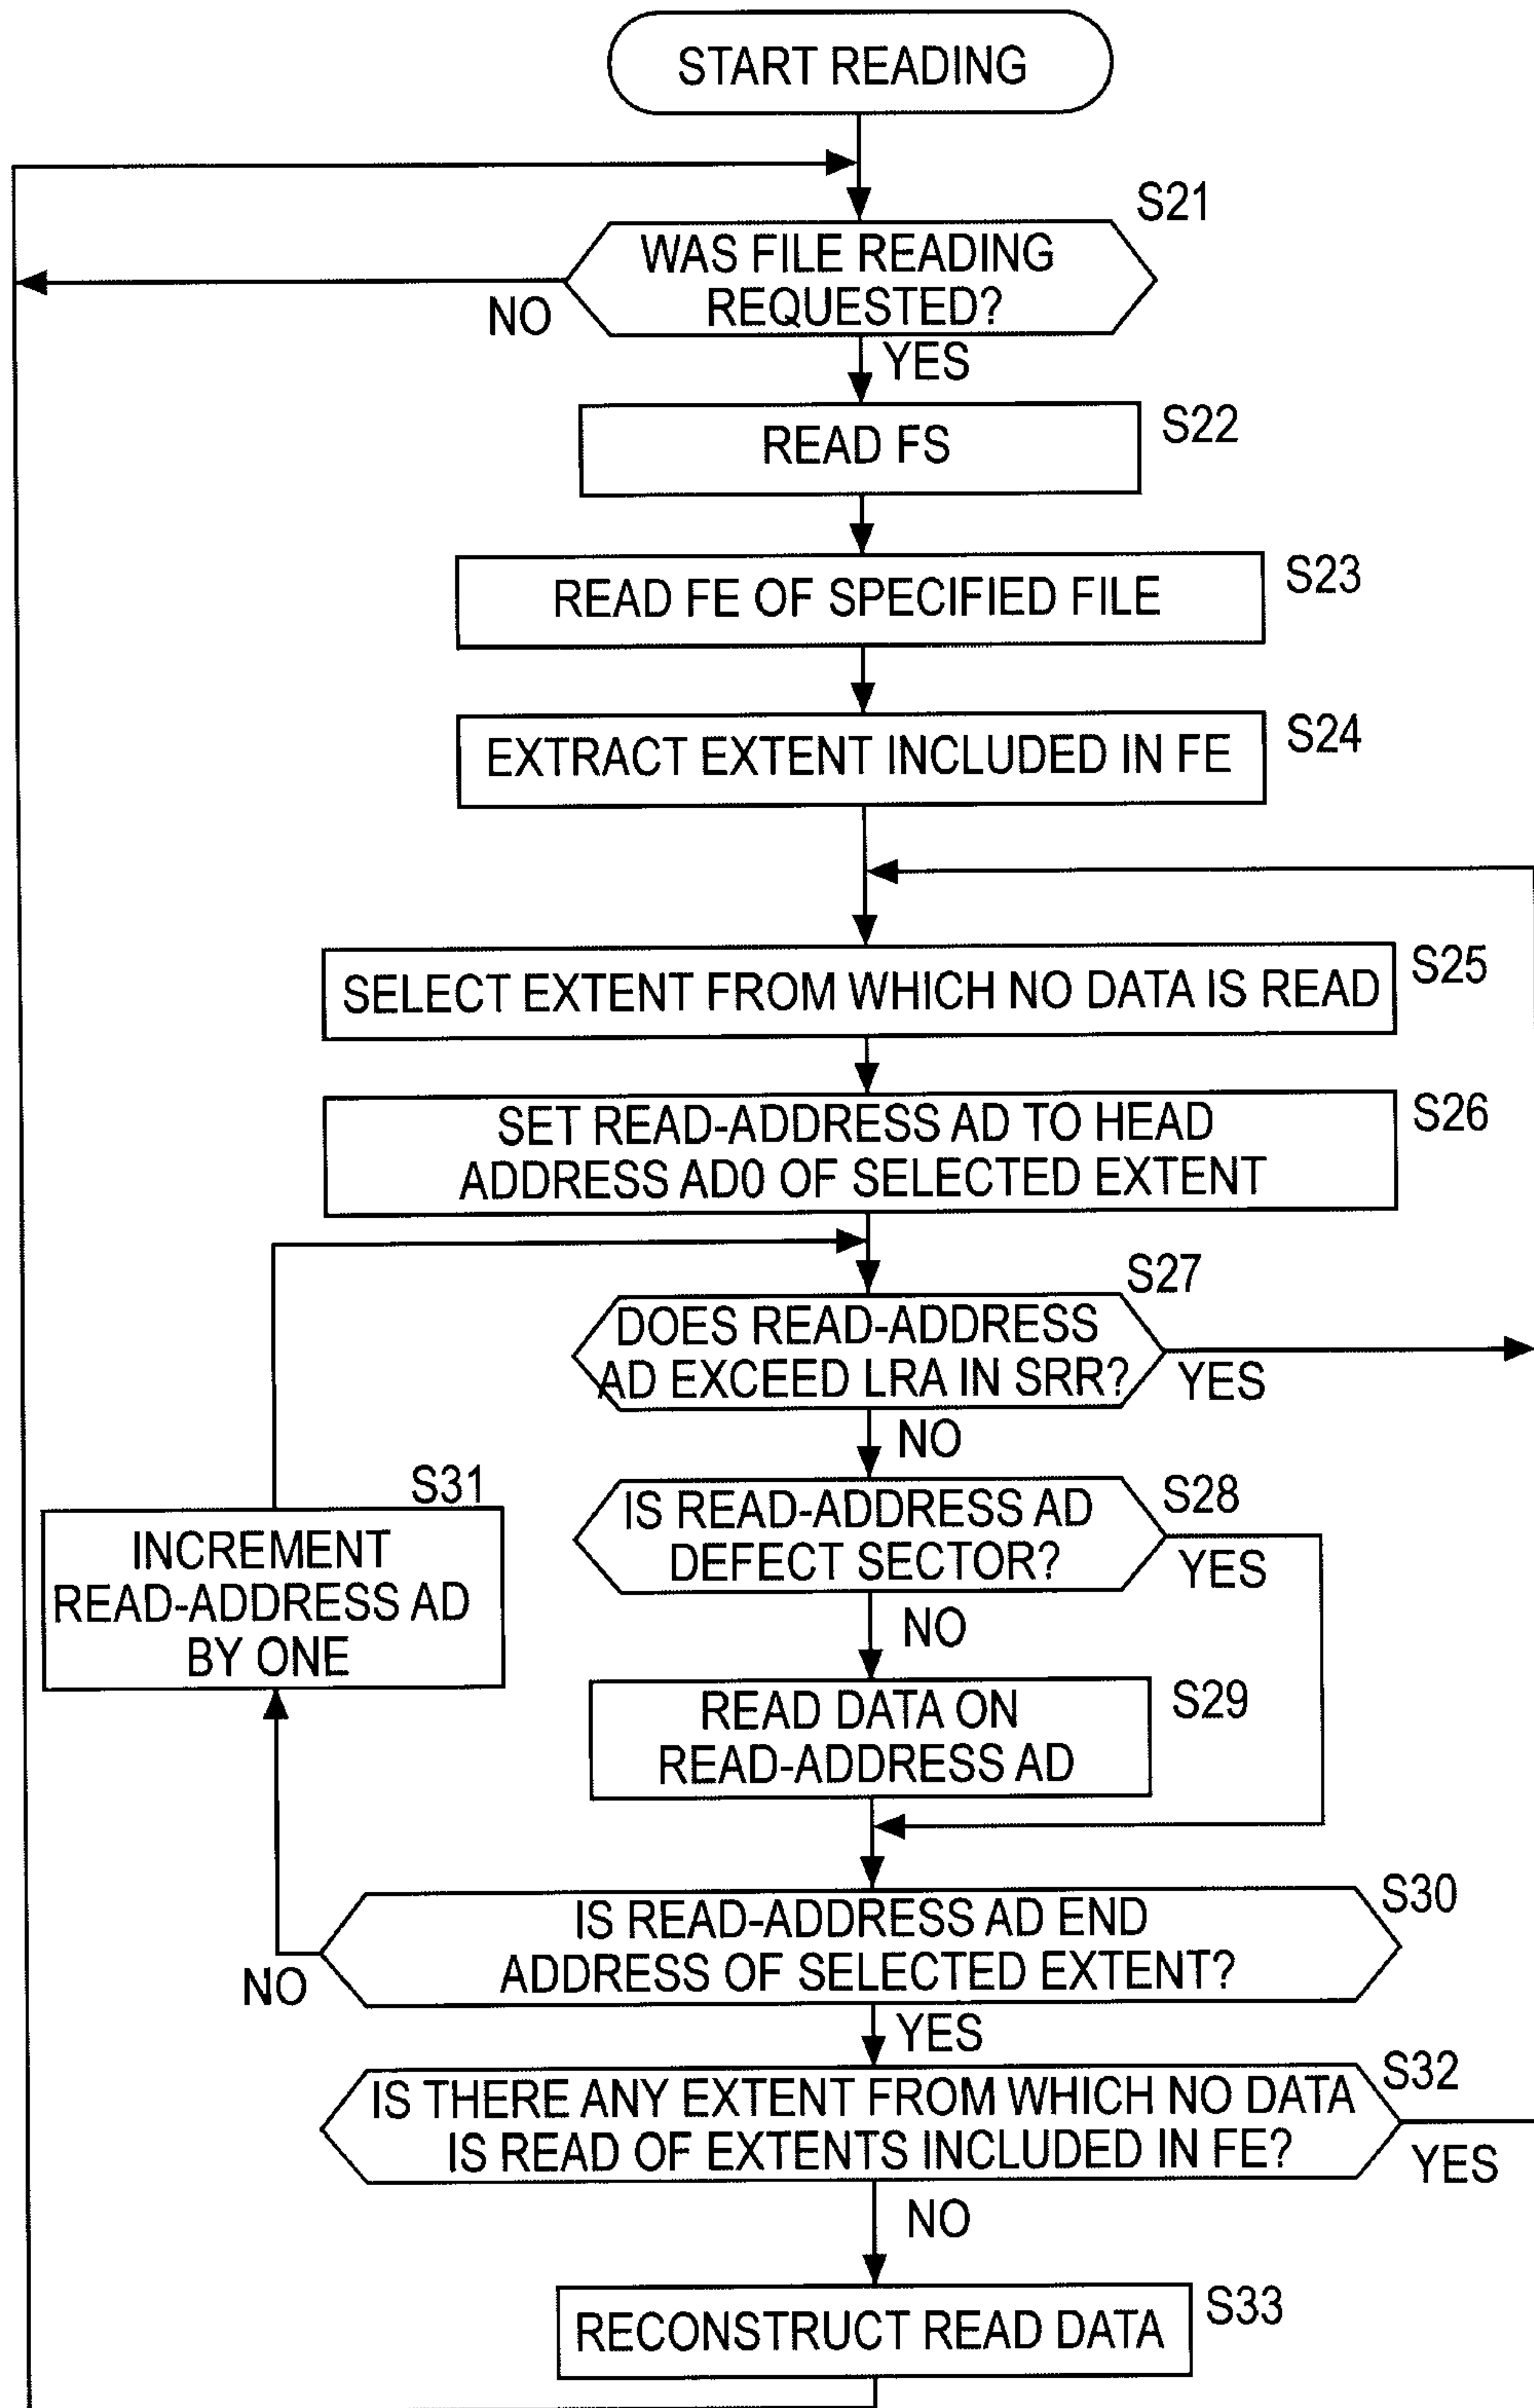 START READING
S21
WAS FILE READING
REQUESTED?
NO
YES
S22
READ FS
S23
READ FE OF SPECIFIED FILE
S24
EXTRACT EXTENT INCLUDED IN FE
S25
SELECT EXTENT FROM WHICH NO DATA IS READ
S26
SET READ-ADDRESS AD TO HEAD
ADDRESS AD0 OF SELECTED EXTENT
S27
DOES READ-ADDRESS
AD EXCEED LRA IN SRR?
YES
NO
S28
IS READ-ADDRESS AD
DEFECT SECTOR?
YES
NO
S31
INCREMENT
READ-ADDRESS AD
BY ONE
S29
READ DATA ON
READ-ADDRESS AD
S30
IS READ-ADDRESS AD END
ADDRESS OF SELECTED EXTENT?
NO
YES
S32
IS THERE ANY EXTENT FROM WHICH NO DATA
IS READ OF EXTENTS INCLUDED IN FE?
YES
NO
S33
RECONSTRUCT READ DATA